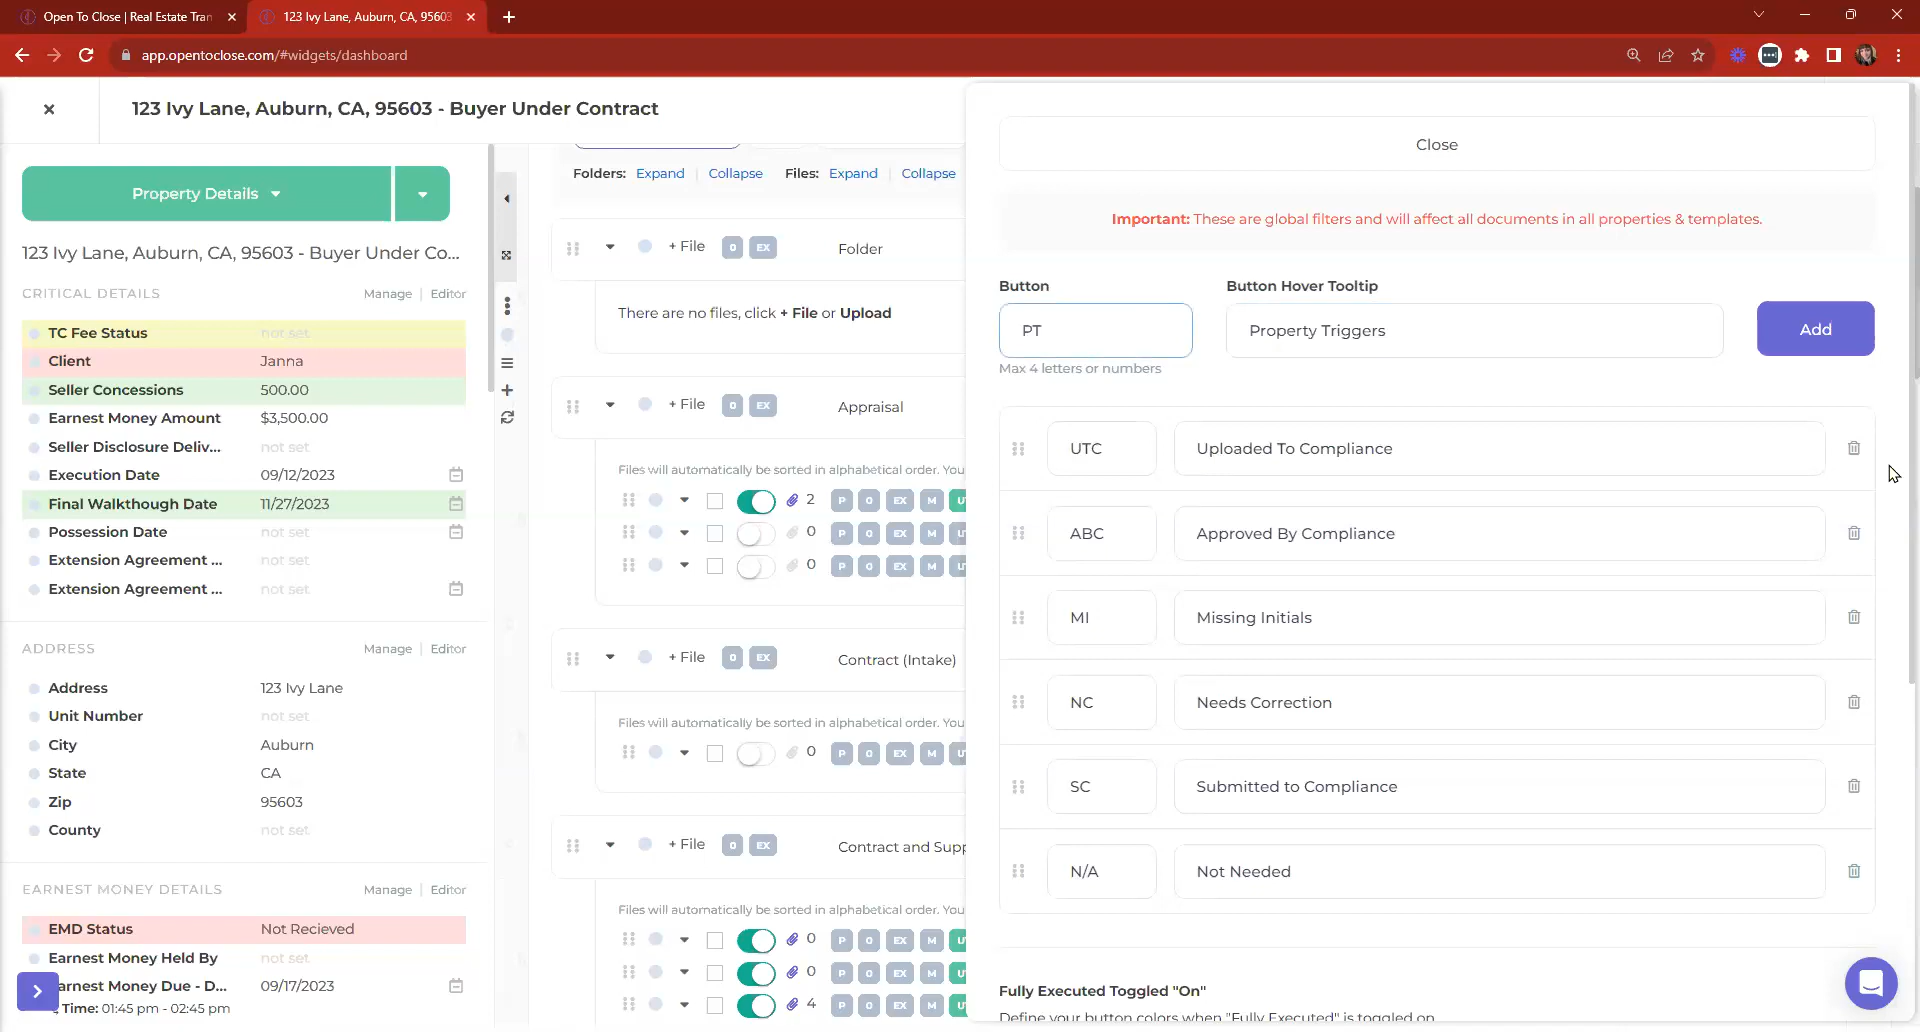 Open To Close | Real Estate Tran
123 Ivy Lane, Auburn, CA, 95603
app.opentoclose.com/#widgets/dashboard
123 Ivy Lane, Auburn, CA, 95603 - Buyer Under Contract
Property Details
123 Ivy Lane, Auburn, CA, 95603 - Buyer Under Co...
CRITICAL DETAILS Manage | Editor
TC Fee Status not set
Client Janna
Seller Concessions 500.00
Earnest Money Amount $3,500.00
Seller Disclosure Deliv... not set
Execution Date 09/12/2023
Final Walkthough Date 11/27/2023
Possession Date not set
Extension Agreement ... not set
Extension Agreement ... not set
ADDRESS Manage | Editor
Address 123 Ivy Lane
Unit Number not set
City Auburn
State CA
Zip 95603
County not set
EARNEST MONEY DETAILS Manage | Editor
EMD Status Not Recieved
Earnest Money Held By not set
arnest Money Due - D... 09/17/2023
Time: 01:45 pm - 02:45 pm
Folders: Expand | Collapse Files: Expand | Collapse
+ File O EX Folder
There are no files, click + File or Upload
+ File O EX Appraisal
Files will automatically be sorted in alphabetical order. You
2 P O EX M U
0 P O EX M U
0 P O EX M U
+ File O EX Contract (Intake)
Files will automatically be sorted in alphabetical order. You
0 P O EX M U
+ File O EX Contract and Supp
Files will automatically be sorted in alphabetical order. You
0 P O EX M U
0 P O EX M U
4 P O EX M U
Close
Important: These are global filters and will affect all documents in all properties & templates.
Button Button Hover Tooltip
PT Property Triggers Add
Max 4 letters or numbers
UTC Uploaded To Compliance
ABC Approved By Compliance
MI Missing Initials
NC Needs Correction
SC Submitted to Compliance
N/A Not Needed
Fully Executed Toggled "On"
Define your button colors when "Fully Executed" is toggled on